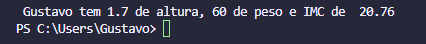 Gustavo tem 1.7 de altura, 60 de peso e IMC de  20.76
PS C:\Users\Gustavo>